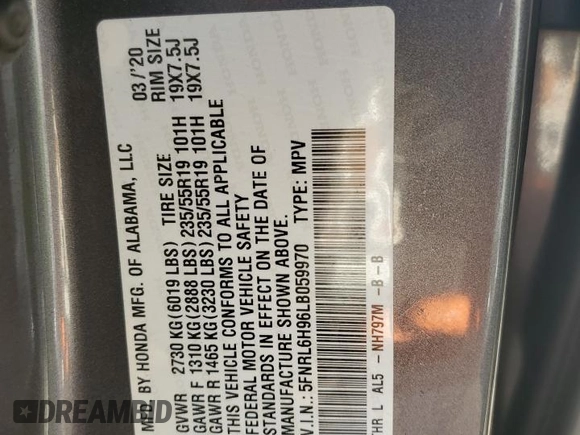 MFD. BY HONDA MFG. OF ALABAMA, LLC 03/'20
GVWR 2730 KG(6019 LBS) TIRE SIZE RIM SIZE
GAWR F 1310 KG(2888 LBS) 235/55R19 101H 19X7.5J
GAWR R 1465 KG(3230 LBS) 235/55R19 101H 19X7.5J
THIS VEHICLE CONFORMS TO ALL APPLICABLE
FEDERAL MOTOR VEHICLE SAFETY
STANDARDS IN EFFECT ON THE DATE OF
MANUFACTURE SHOWN ABOVE.
V.I.N.: 5FNRL6H96LB059970 TYPE: MPV
THR L AL5 - NH797M -B-B
DREAMBID